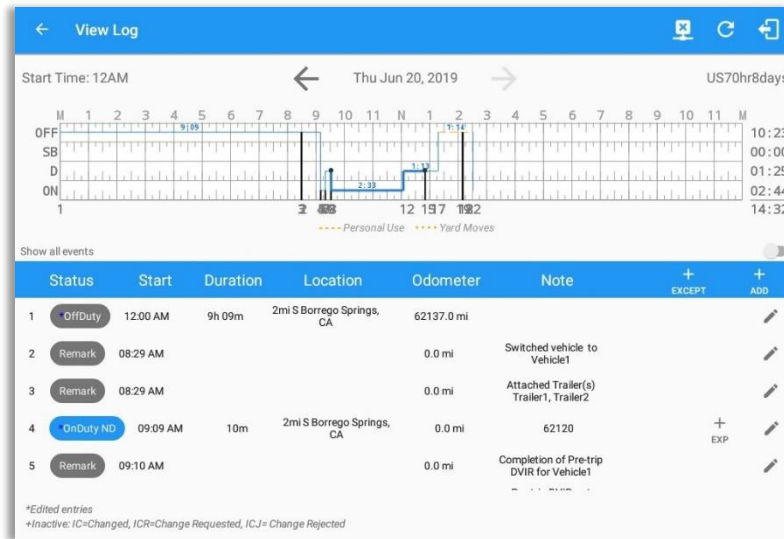 View Log
Start Time: 12AM
Thu Jun 20, 2019
US70hr8days
M 1 2 3 4 5 6 7 8 9 10 11 N 1 2 3 4 5 6 7 8 9 10 11 M
OFF 9:09 1:14 10:23
SB 00:00
D 1:13 01:25
ON 2:33 02:44
1 12 15 17 22 14:32
Personal Use Yard Moves
Show all events
Status Start Duration Location Odometer Note + EXCEPT + ADD
1 *OffDuty 12:00 AM 9h 09m 2mi S Borrego Springs, CA 62137.0 mi
2 Remark 08:29 AM 0.0 mi Switched vehicle to Vehicle1
3 Remark 08:29 AM 0.0 mi Attached Trailer(s) Trailer1, Trailer2
4 *OnDuty ND 09:09 AM 10m 2mi S Borrego Springs, CA 0.0 mi 62120 + EXP
5 Remark 09:10 AM 0.0 mi Completion of Pre-trip DVIR for Vehicle1
*Edited entries
+Inactive: IC=Changed, ICR=Change Requested, ICJ= Change Rejected